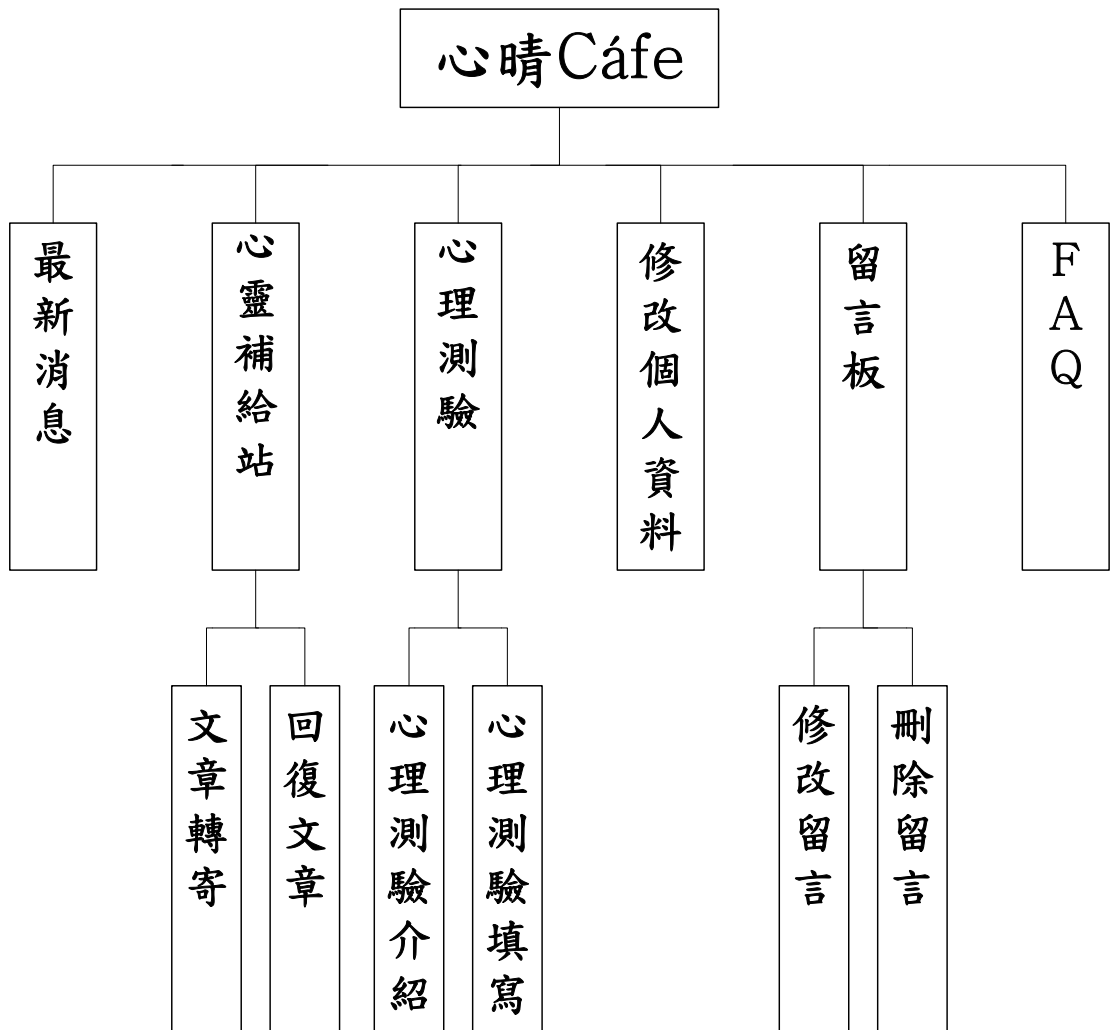 心晴Cáfe
最新消息
心靈補給站
心理測驗
修改個人資料
留言板
FAQ
文章轉寄
回復文章
心理測驗介紹
心理測驗填寫
修改留言
刪除留言